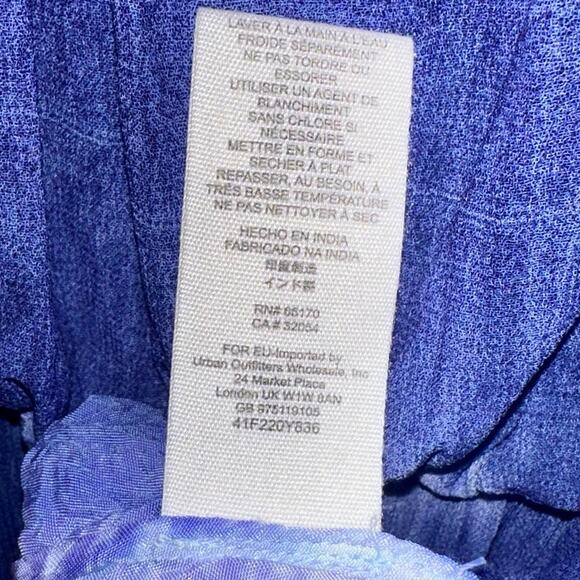 LAVER À LA MAIN À L'EAU
FROIDE SÉPAREMENT
NE PAS TORDRE OU
ESSORER
UTILISER UN AGENT DE
BLANCHIMENT
SANS CHLORE SI
NÉCESSAIRE
METTRE EN FORME ET
SÉCHER À PLAT
REPASSER, AU BESOIN, À
TRÈS BASSE TEMPÉRATURE
NE PAS NETTOYER À SEC
HECHO EN INDIA
FABRICADO NA INDIA
印度製造
インド製
RN# 66170
CA # 32054
FOR EU-Imported by
Urban Outfitters Wholesale, Inc
24 Market Place
London UK W1W 8AN
GB 975119105
41F220Y836